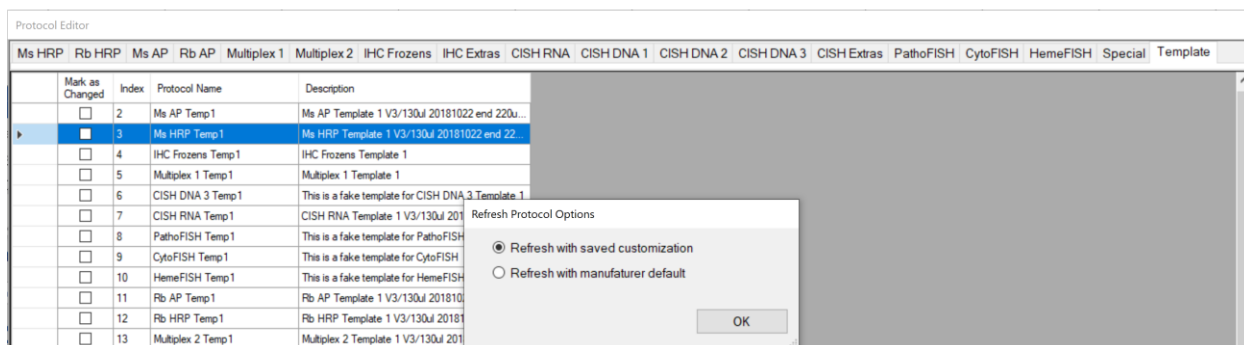 Protocol Editor
Ms HRP Rb HRP Ms AP Rb AP Multiplex 1 Multiplex 2 IHC Frozens IHC Extras CISH RNA CISH DNA 1 CISH DNA 2 CISH DNA 3 CISH Extras PathoFISH CytoFISH HemeFISH Special Template
Mark as Changed Index Protocol Name Description
2 Ms AP Temp1 Ms AP Template 1 V3/130ul 20181022 end 220u...
3 Ms HRP Temp1 Ms HRP Template 1 V3/130ul 20181022 end 22...
4 IHC Frozens Temp1 IHC Frozens Template 1
5 Multiplex 1 Temp1 Multiplex 1 Template 1
6 CISH DNA 3 Temp1 This is a fake template for CISH DNA 3 Template 1
7 CISH RNA Temp1 CISH RNA Template 1 V3/130ul 201
8 PathoFISH Temp1 This is a fake template for PathoFISH
9 CytoFISH Temp1 This is a fake template for CytoFISH
10 HemeFISH Temp1 This is a fake template for HemeFISH
11 Rb AP Temp1 Rb AP Template 1 V3/130ul 201810
12 Rb HRP Temp1 Rb HRP Template 1 V3/130ul 20181
13 Multiplex 2 Temp1 Multiplex 2 Template 1 V3/130ul 201
Refresh Protocol Options
Refresh with saved customization
Refresh with manufaturer default
OK